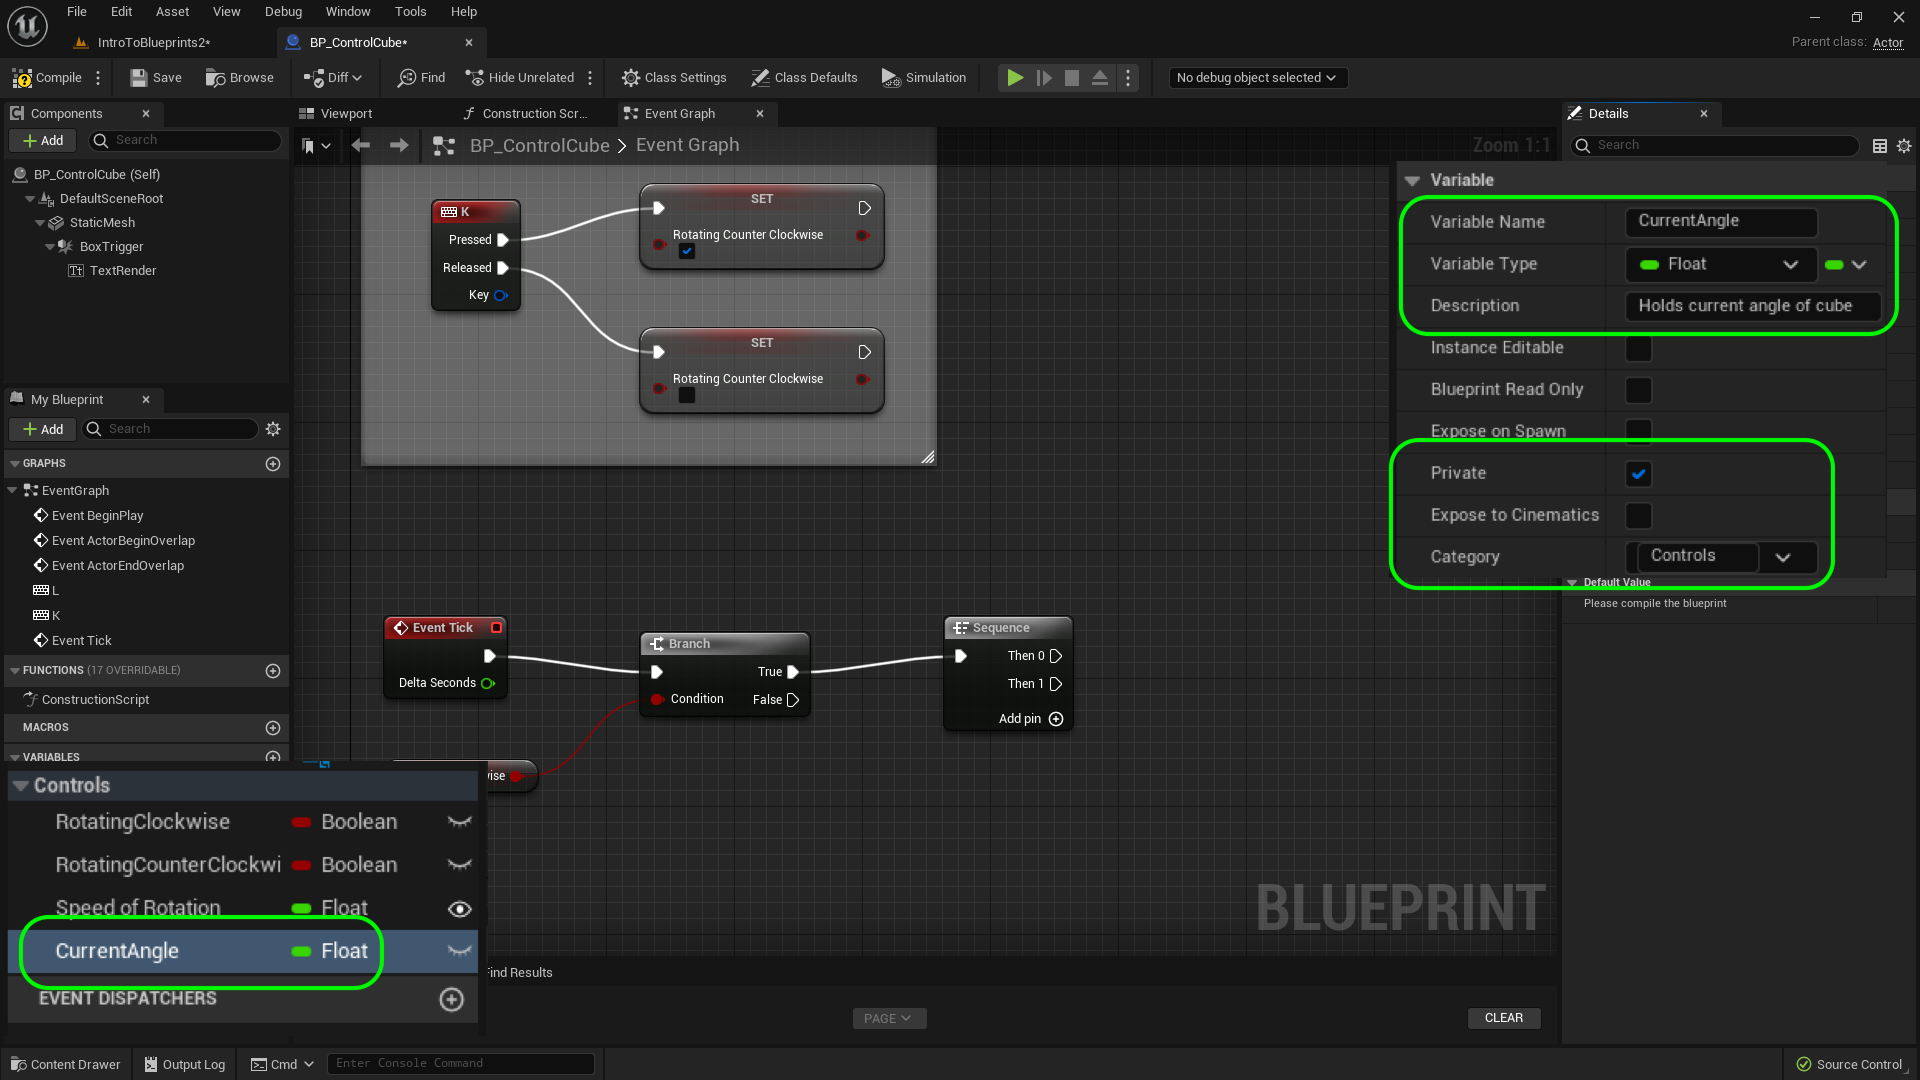 File Edit Asset View Debug Window Tools Help
IntroToBlueprints2*
BP_ControlCube*
Parent class: Actor
Compile
Save
Browse
Diff
Find
Hide Unrelated
Class Settings
Class Defaults
Simulation
No debug object selected
Components
Add
Search
BP_ControlCube (Self)
DefaultSceneRoot
StaticMesh
BoxTrigger
Tt TextRender
My Blueprint
Add
Search
GRAPHS
EventGraph
Event BeginPlay
Event ActorBeginOverlap
Event ActorEndOverlap
L
K
Event Tick
FUNCTIONS (17 OVERRIDABLE)
ConstructionScript
MACROS
VARIABLES
Controls
RotatingClockwise Boolean
RotatingCounterClockwi Boolean
Speed of Rotation Float
CurrentAngle Float
EVENT DISPATCHERS
Viewport
Construction Scr...
Event Graph
BP_ControlCube > Event Graph
Zoom 1:1
K
Pressed
Released
Key
SET
Rotating Counter Clockwise
SET
Rotating Counter Clockwise
Event Tick
Delta Seconds
Branch
True
Condition
False
Sequence
Then 0
Then 1
Add pin
wise
BLUEPRINT
Find Results
PAGE
CLEAR
Details
Search
Variable
Variable Name CurrentAngle
Variable Type Float
Description Holds current angle of cube
Instance Editable
Blueprint Read Only
Expose on Spawn
Private
Expose to Cinematics
Category Controls
Default Value
Please compile the blueprint
Content Drawer
Output Log
Cmd
Enter Console Command
Source Control